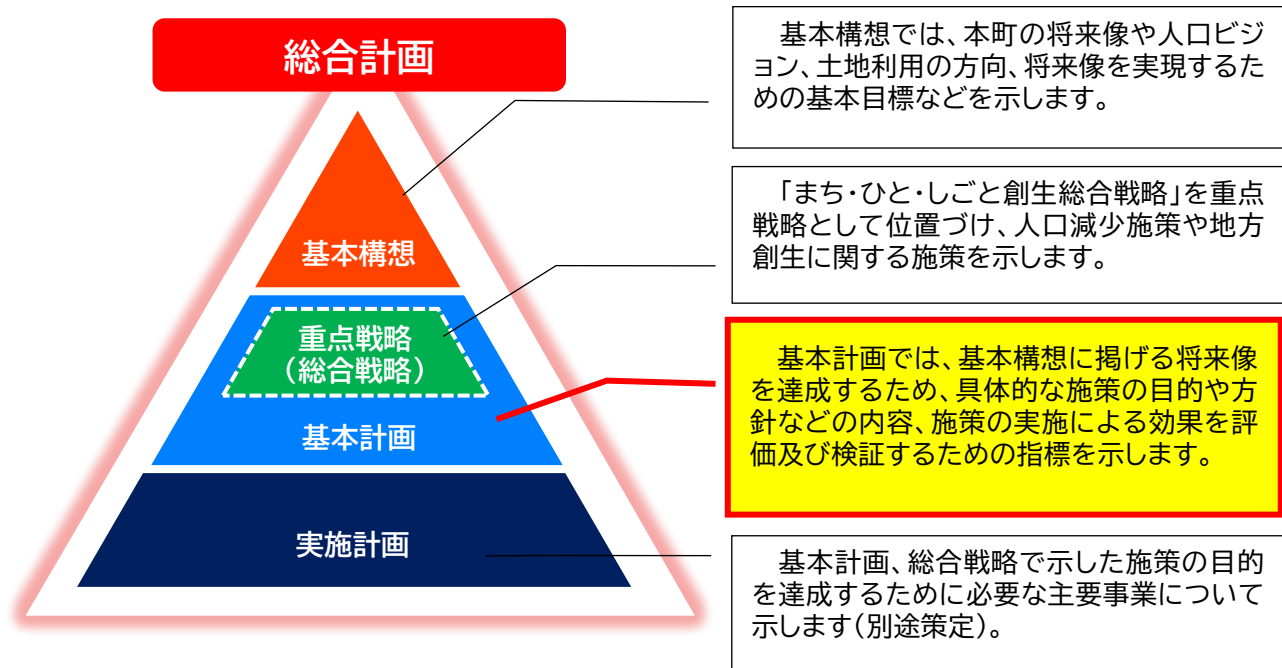 総合計画
基本構想
重点戦略
（総合戦略）
基本計画
実施計画
基本構想では、本町の将来像や人口ビジ
ョン、土地利用の方向、将来像を実現するた
めの基本目標などを示します。
「まち・ひと・しごと創生総合戦略」を重点
戦略として位置づけ、人口減少施策や地方
創生に関する施策を示します。
基本計画では、基本構想に掲げる将来像
を達成するため、具体的な施策の目的や方
針などの内容、施策の実施による効果を評
価及び検証するための指標を示します。
基本計画、総合戦略で示した施策の目的
を達成するために必要な主要事業について
示します(別途策定)。